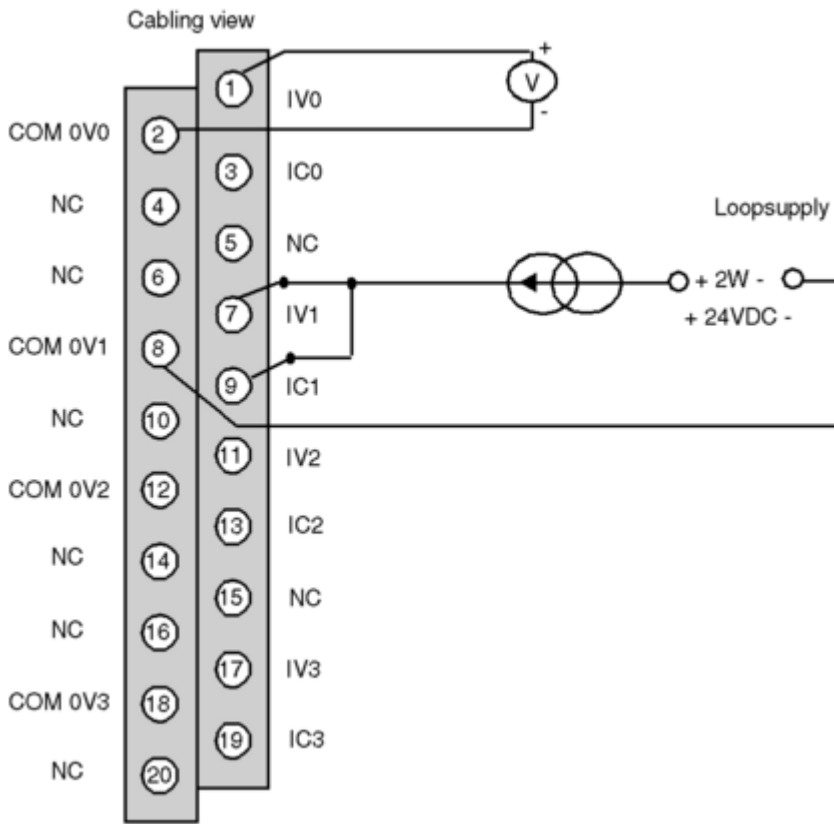 Cabling view
+
1
V
IV0
-
COM 0V0
2
3
IC0
NC
4
Loopsupply
5
NC
NC
6
+ 2W -
7
IV1
+ 24VDC -
COM 0V1
8
9
IC1
NC
10
11
IV2
COM 0V2
12
13
IC2
NC
14
15
NC
NC
16
17
IV3
COM 0V3
18
19
IC3
NC
20